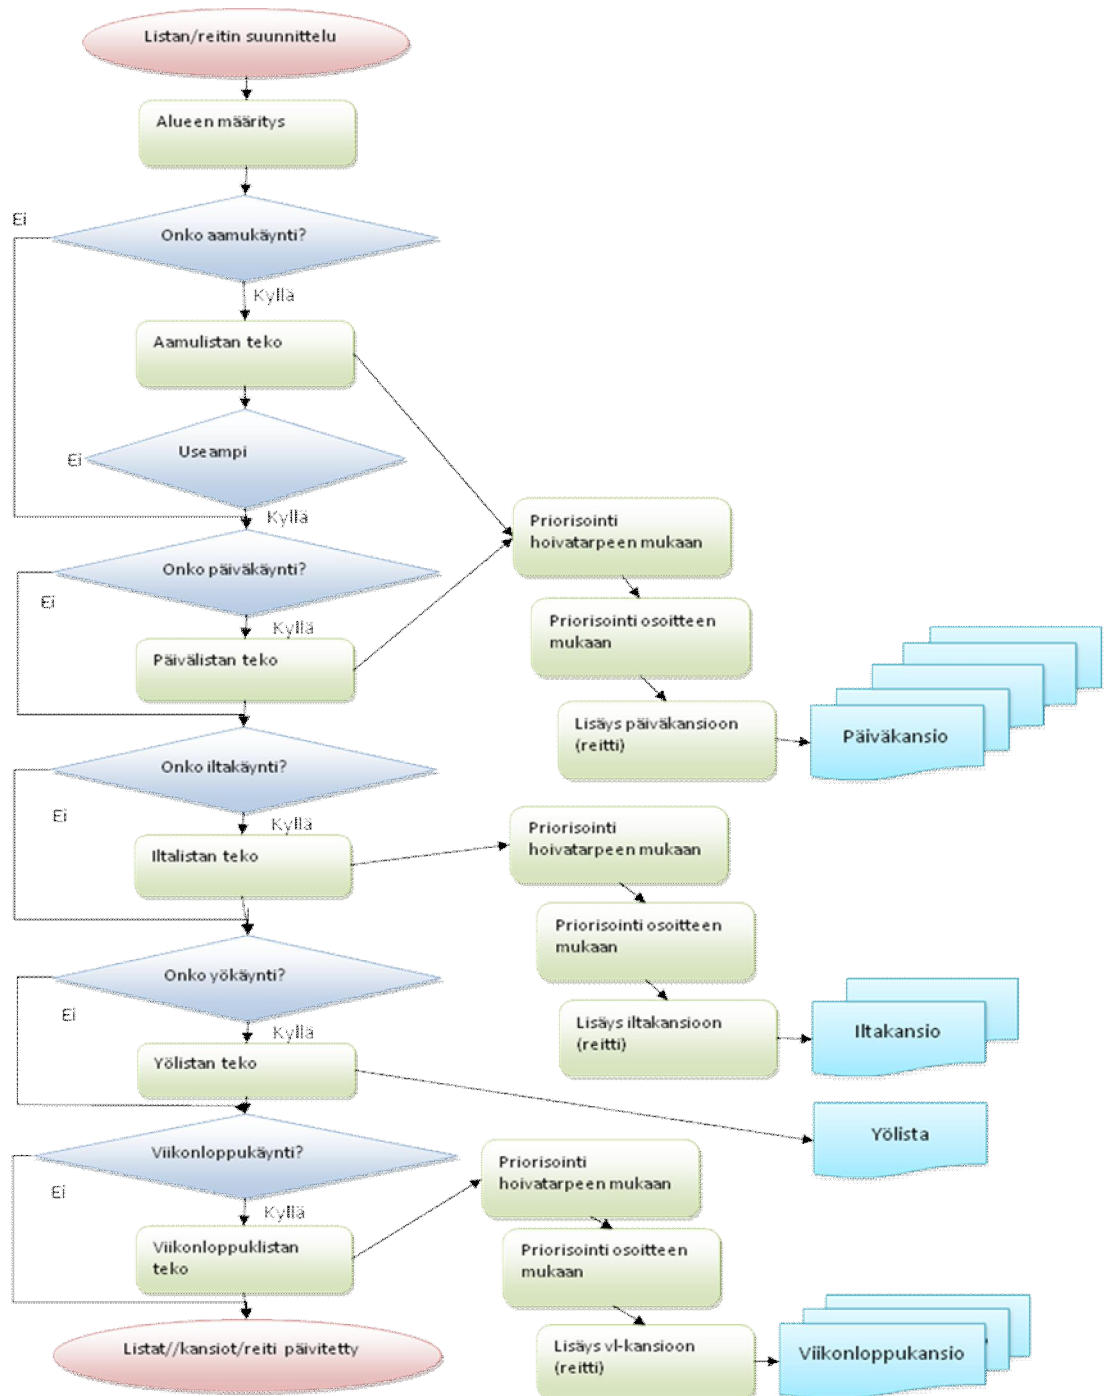 Listan/reitin suunnittelu
Alueen määritys
Ei
Onko aamukäynti?
Kyllä
Aamulistan teko
Ei
Useampi
Kyllä
Priorisointi
hoivatarpeen mukaan
Onko päiväkäynti?
Ei
Kyllä
Priorisointi osoitteen
mukaan
Päivälistan teko
Lisäys päiväkansioon
(reitti)
Päiväkansio
Onko iltakäynti?
Ei
Kyllä
Priorisointi
hoivatarpeen mukaan
Iltalistan teko
Priorisointi osoitteen
mukaan
Onko yökäynti?
Ei
Kyllä
Lisäys iltakansioon
(reitti)
Iltakansio
Yölistan teko
Yölista
Viikonloppukäynti?
Ei
Kyllä
Priorisointi
hoivatarpeen mukaan
Viikonloppuklistan
teko
Priorisointi osoitteen
mukaan
Listat//kansiot/reiti päivitetty
Lisäys vl-kansioon
(reitti)
Viikonloppukansio